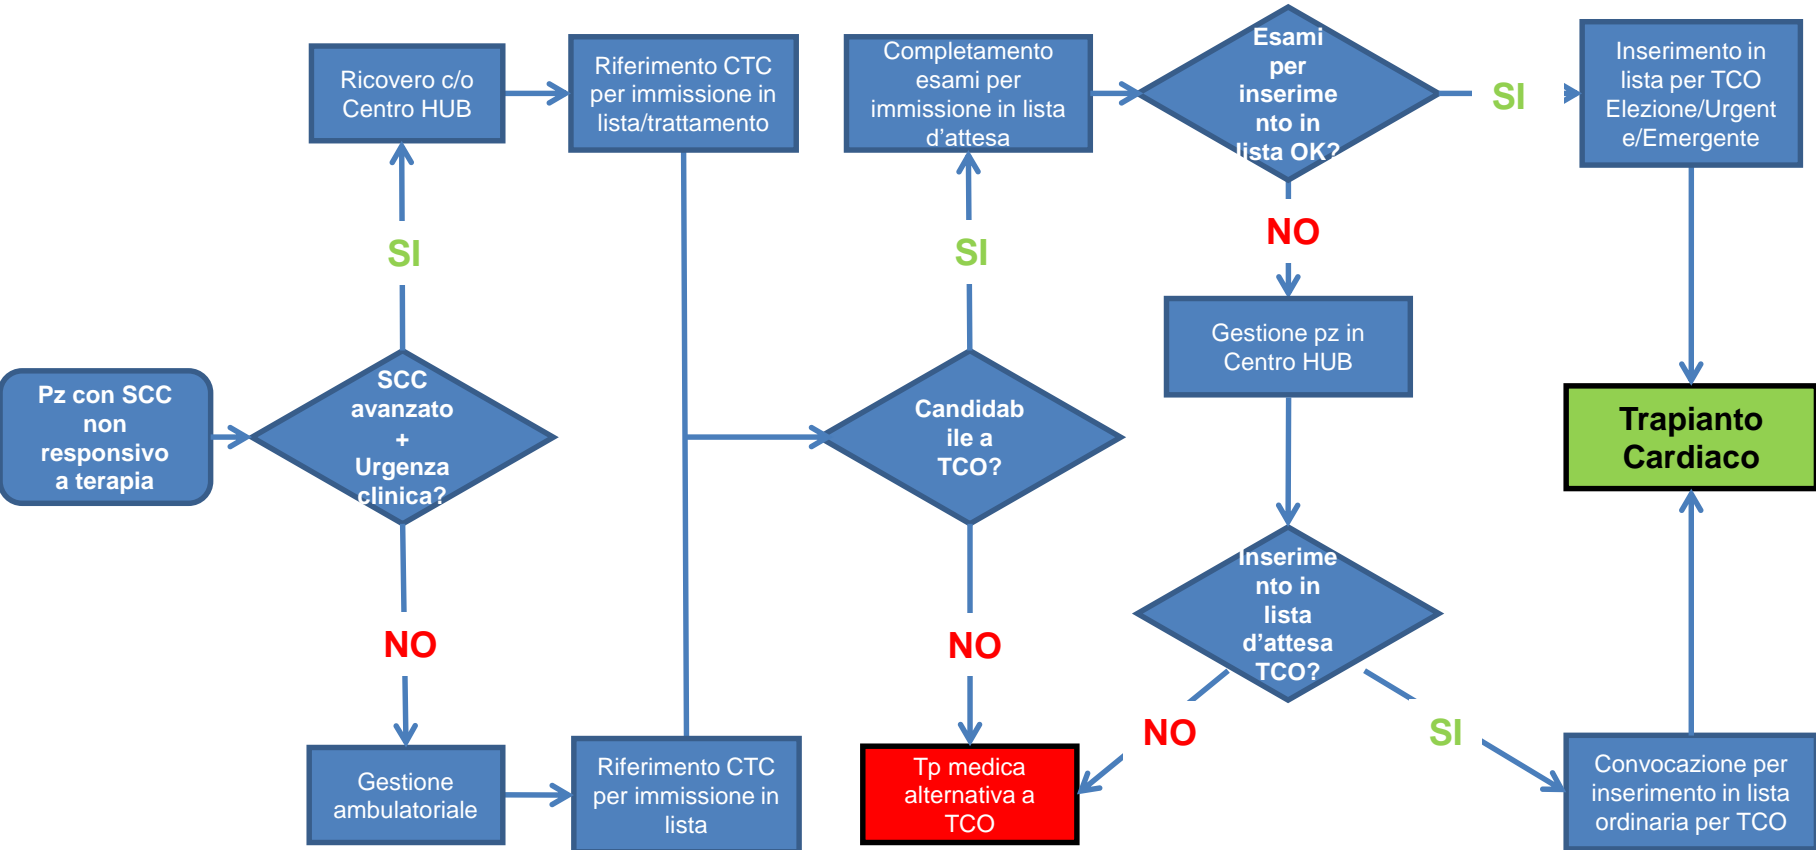 Pz con SCC
non
responsivo
a terapia
SCC
avanzato
+
Urgenza
clinica?
SI
Ricovero c/o
Centro HUB
Riferimento CTC
per immissione in
lista/trattamento
NO
Gestione
ambulatoriale
Riferimento CTC
per immissione in
lista
Candidab
ile a
TCO?
SI
Completamento
esami per
immissione in lista
d’attesa
NO
Tp medica
alternativa a
TCO
Esami
per
inserime
nto in
lista OK?
SI
Inserimento in
lista per TCO
Elezione/Urgent
e/Emergente
NO
Gestione pz in
Centro HUB
Inserime
nto in
lista
d’attesa
TCO?
NO
SI
Convocazione per
inserimento in lista
ordinaria per TCO
Trapianto
Cardiaco